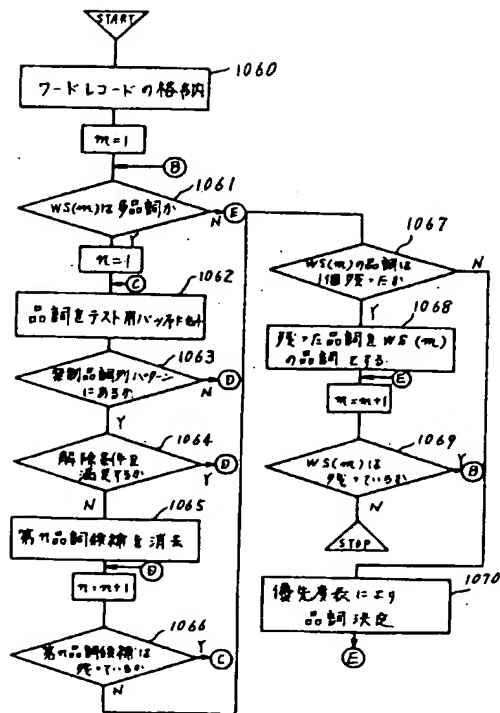 START
1060
ワードレコードの格納
m=1
B
1061
WS(m)は多品詞か
N
E
n=1
C
1062
品詞をテスト用バッファにセット
1063
禁制品詞列パターン
にあるか
N
D
Y
1064
解除条件を
満足するか
D
Y
N
1065
第n品詞候補を消去
D
n=n+1
1066
第n品詞候補は
残っているか
Y
C
N
1067
WS(m)の品詞は
1個残ったか
N
Y
1068
残った品詞をWS(m)
の品詞とする
E
m=m+1
1069
WS(m)は
残っているか
Y
B
N
STOP
1070
優先度表により
品詞決定
E